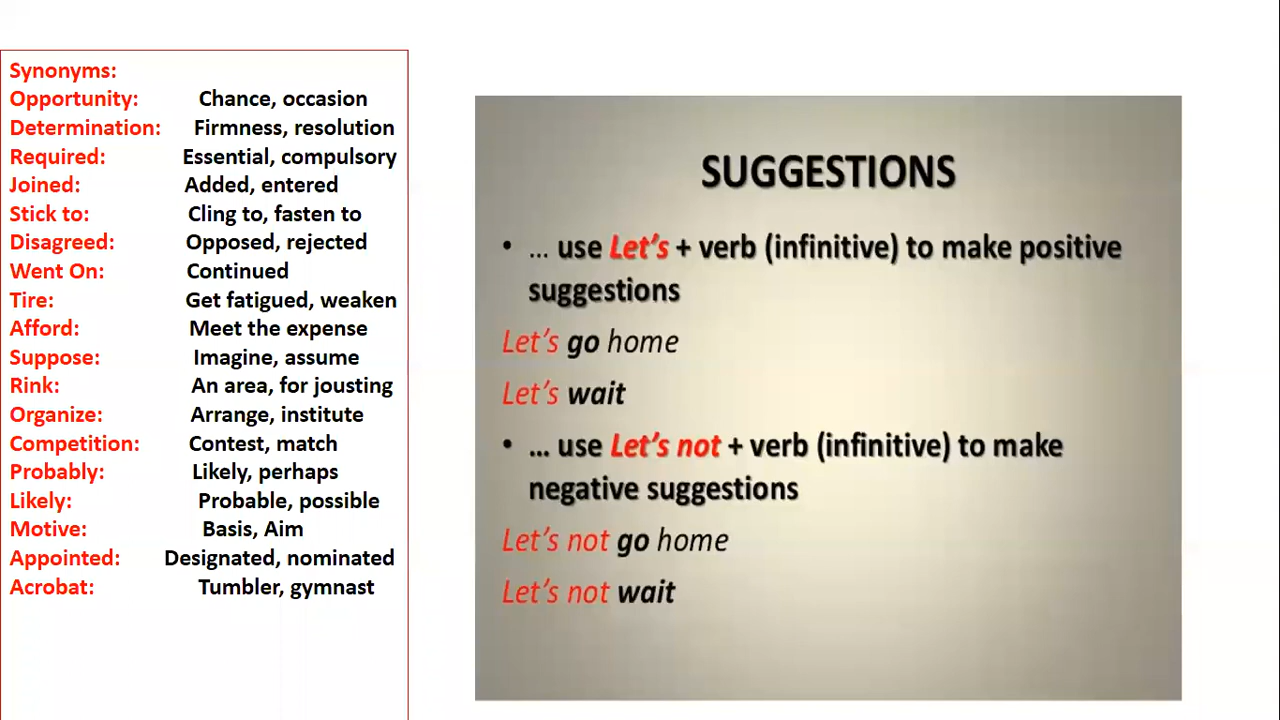 Synonyms:
Opportunity: Chance, occasion
Determination: Firmness, resolution
Required: Essential, compulsory
Joined: Added, entered
Stick to: Cling to, fasten to
Disagreed: Opposed, rejected
Went On: Continued
Tire: Get fatigued, weaken
Afford: Meet the expense
Suppose: Imagine, assume
Rink: An area, for jousting
Organize: Arrange, institute
Competition: Contest, match
Probably: Likely, perhaps
Likely: Probable, possible
Motive: Basis, Aim
Appointed: Designated, nominated
Acrobat: Tumbler, gymnast
SUGGESTIONS
• ... use Let's + verb (infinitive) to make positive
suggestions
Let's go home
Let's wait
• ... use Let's not + verb (infinitive) to make
negative suggestions
Let's not go home
Let's not wait